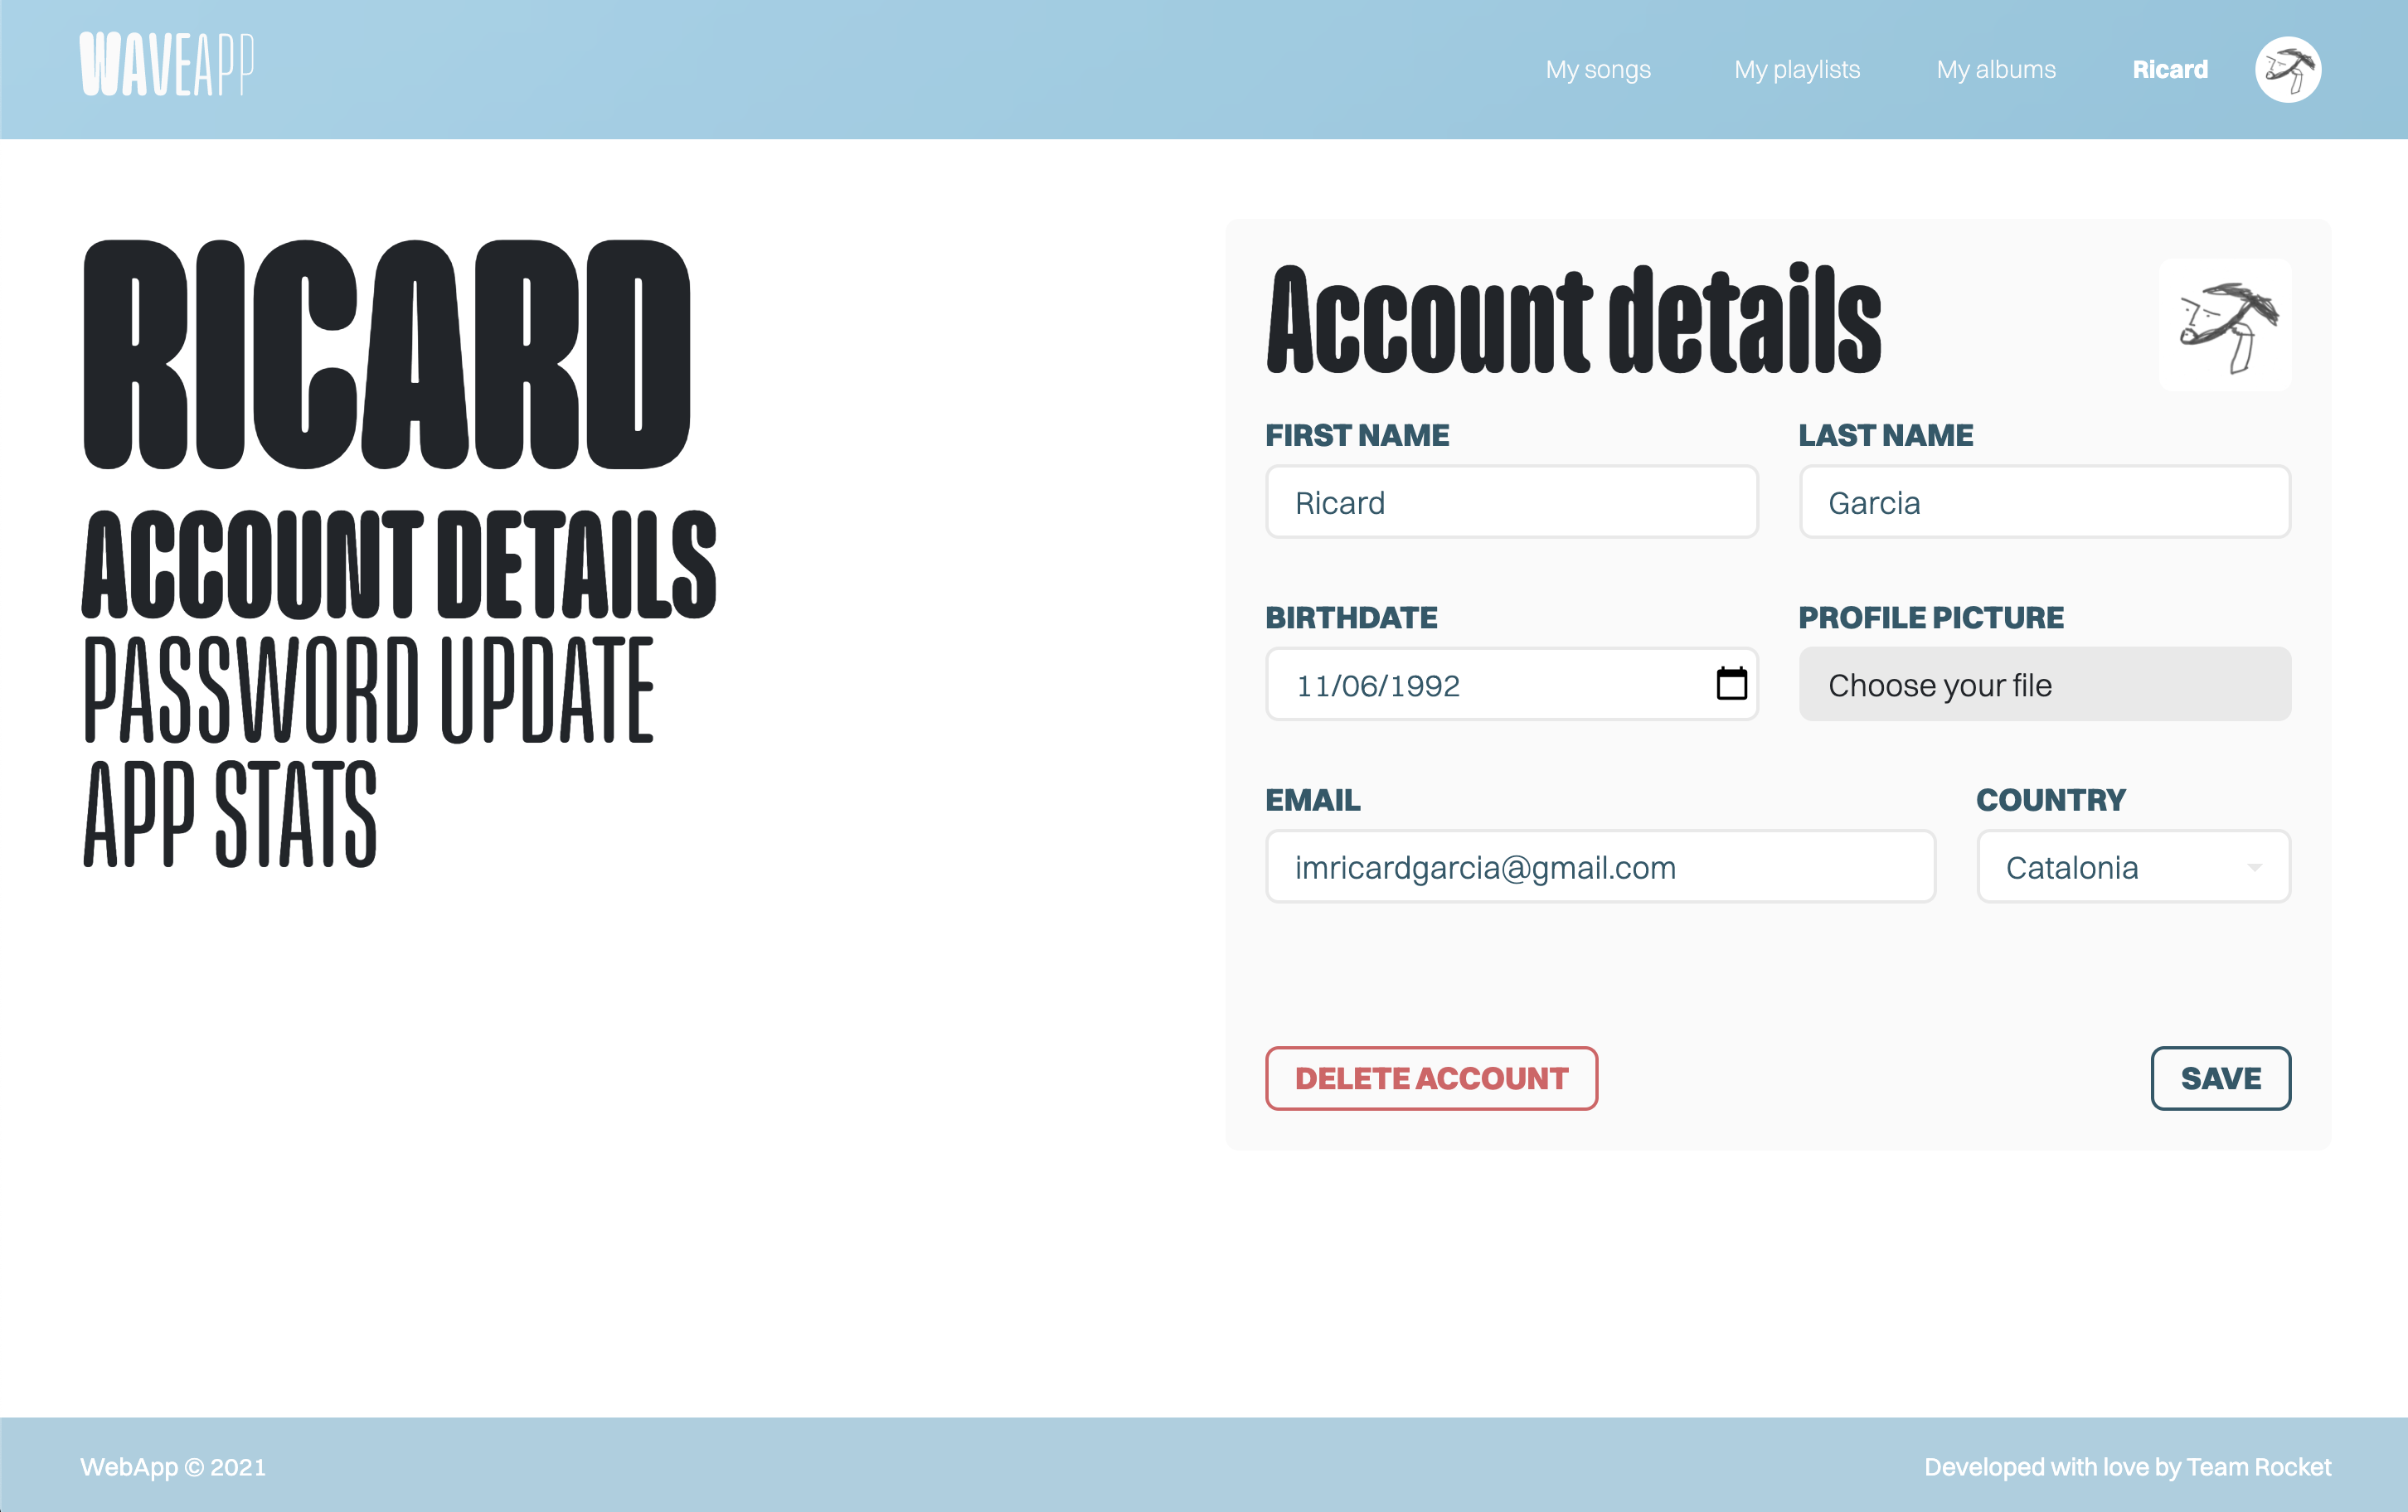 WAVEAPP
My songs
My playlists
My albums
Ricard
RICARD
ACCOUNT DETAILS
PASSWORD UPDATE
APP STATS
Account details
FIRST NAME
LAST NAME
Ricard
Garcia
BIRTHDATE
PROFILE PICTURE
11/06/1992
Choose your file
EMAIL
COUNTRY
imricardgarcia@gmail.com
Catalonia
DELETE ACCOUNT
SAVE
WebApp © 2021
Developed with love by Team Rocket